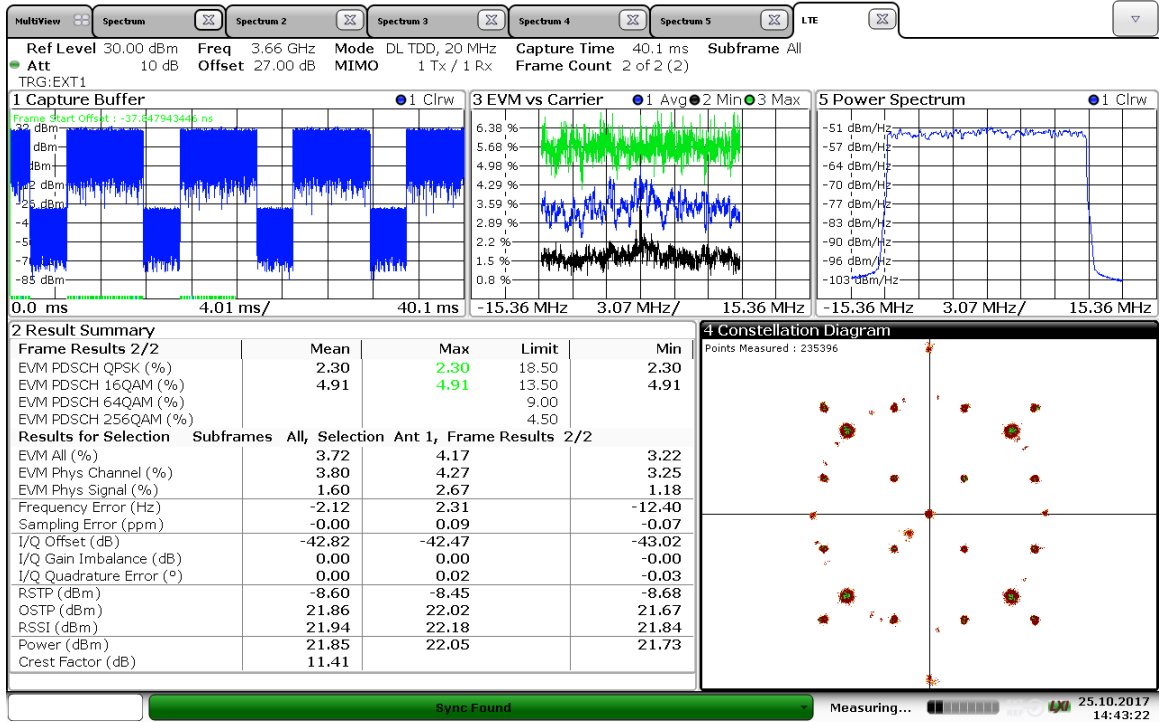 MultiView Spectrum Spectrum 2 Spectrum 3 Spectrum 4 Spectrum 5 LTE
Ref Level 30.00 dBm Freq 3.66 GHz Mode DL TDD, 20 MHz Capture Time 40.1 ms Subframe All
Att 10 dB Offset 27.00 dB MIMO 1 Tx / 1 Rx Frame Count 2 of 2 (2)
TRG:EXT1
1 Capture Buffer 1 Clrw
Frame Start Offset : -37.847943446 ns
dBm
dBm
dBm
dBm
-85 dBm
0.0 ms 4.01 ms/ 40.1 ms
3 EVM vs Carrier 1 Avg 2 Min 3 Max
6.38 %
5.68 %
4.98 %
4.29 %
3.59 %
2.89 %
2.2 %
1.5 %
0.8 %
-15.36 MHz 3.07 MHz/ 15.36 MHz
5 Power Spectrum 1 Clrw
-51 dBm/Hz
-57 dBm/Hz
-64 dBm/Hz
-70 dBm/Hz
-77 dBm/Hz
-83 dBm/Hz
-90 dBm/Hz
-96 dBm/Hz
-103 dBm/Hz
-15.36 MHz 3.07 MHz/ 15.36 MHz
2 Result Summary
Frame Results 2/2 Mean Max Limit Min
EVM PDSCH QPSK (%) 2.30 2.30 18.50 2.30
EVM PDSCH 16QAM (%) 4.91 4.91 13.50 4.91
EVM PDSCH 64QAM (%) 9.00
EVM PDSCH 256QAM (%) 4.50
Results for Selection Subframes All, Selection Ant 1, Frame Results 2/2
EVM All (%) 3.72 4.17 3.22
EVM Phys Channel (%) 3.80 4.27 3.25
EVM Phys Signal (%) 1.60 2.67 1.18
Frequency Error (Hz) -2.12 2.31 -12.40
Sampling Error (ppm) -0.00 0.09 -0.07
I/Q Offset (dB) -42.82 -42.47 -43.02
I/Q Gain Imbalance (dB) 0.00 0.00 -0.00
I/Q Quadrature Error (°) 0.00 0.02 -0.03
RSTP (dBm) -8.60 -8.45 -8.68
OSTP (dBm) 21.86 22.02 21.67
RSSI (dBm) 21.94 22.18 21.84
Power (dBm) 21.85 22.05 21.73
Crest Factor (dB) 11.41
4 Constellation Diagram
Points Measured : 235396
Sync Found
Measuring...
LXI
25.10.2017
14:43:22